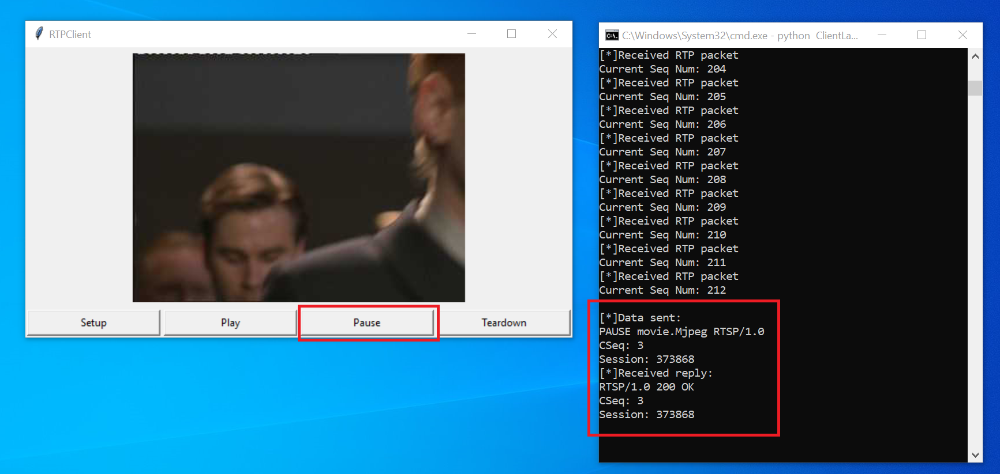 RTPClient
Setup
Play
Pause
Teardown
C:\Windows\System32\cmd.exe - python  ClientLa...
[*]Received RTP packet
Current Seq Num: 204
[*]Received RTP packet
Current Seq Num: 205
[*]Received RTP packet
Current Seq Num: 206
[*]Received RTP packet
Current Seq Num: 207
[*]Received RTP packet
Current Seq Num: 208
[*]Received RTP packet
Current Seq Num: 209
[*]Received RTP packet
Current Seq Num: 210
[*]Received RTP packet
Current Seq Num: 211
[*]Received RTP packet
Current Seq Num: 212
[*]Data sent:
PAUSE movie.Mjpeg RTSP/1.0
CSeq: 3
Session: 373868
[*]Received reply:
RTSP/1.0 200 OK
CSeq: 3
Session: 373868